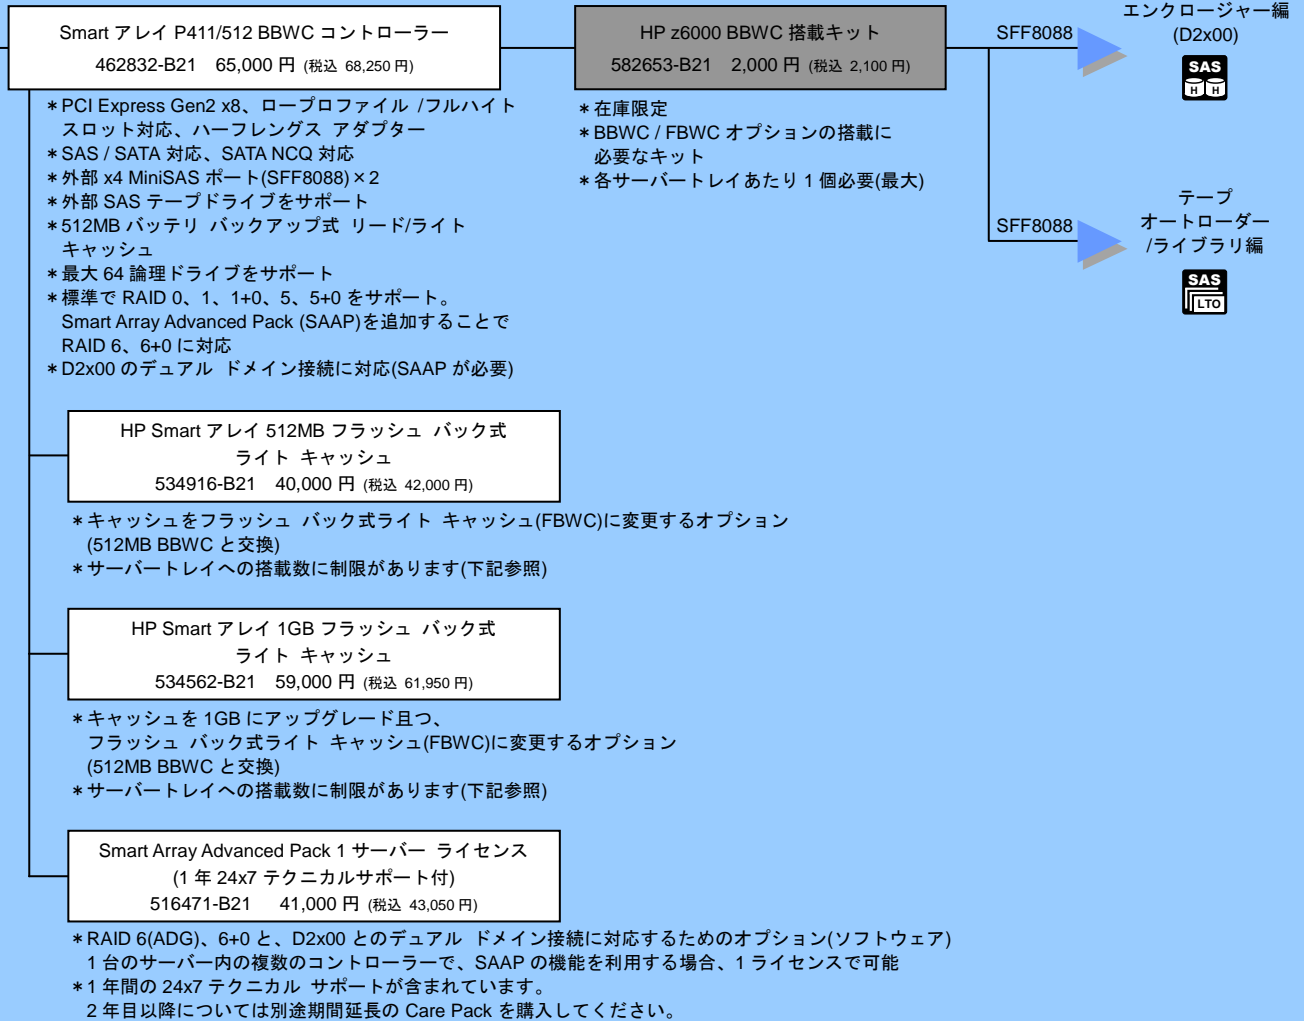 Smart アレイ P411/512 BBWC コントローラー
462832-B21 65,000 円 (税込 68,250 円)
＊PCI Express Gen2 x8、ロープロファイル /フルハイト
スロット対応、ハーフレングス アダプター
＊SAS / SATA 対応、SATA NCQ 対応
＊外部 x4 MiniSAS ポート(SFF8088)×2
＊外部 SAS テープドライブをサポート
＊512MB バッテリ バックアップ式 リード/ライト
キャッシュ
＊最大 64 論理ドライブをサポート
＊標準で RAID 0、1、1+0、5、5+0 をサポート。
Smart Array Advanced Pack (SAAP)を追加することで
RAID 6、6+0 に対応
＊D2x00 のデュアル ドメイン接続に対応(SAAP が必要)
HP z6000 BBWC 搭載キット
582653-B21 2,000 円 (税込 2,100 円)
＊在庫限定
＊BBWC / FBWC オプションの搭載に
必要なキット
＊各サーバートレイあたり 1 個必要(最大)
SFF8088
エンクロージャー編
(D2x00)
SAS
H H
SFF8088
テープ
オートローダー
/ライブラリ編
SAS
LTO
HP Smart アレイ 512MB フラッシュ バック式
ライト キャッシュ
534916-B21 40,000 円 (税込 42,000 円)
＊キャッシュをフラッシュ バック式ライト キャッシュ(FBWC)に変更するオプション
(512MB BBWC と交換)
＊サーバートレイへの搭載数に制限があります(下記参照)
HP Smart アレイ 1GB フラッシュ バック式
ライト キャッシュ
534562-B21 59,000 円 (税込 61,950 円)
＊キャッシュを 1GB にアップグレード且つ、
フラッシュ バック式ライト キャッシュ(FBWC)に変更するオプション
(512MB BBWC と交換)
＊サーバートレイへの搭載数に制限があります(下記参照)
Smart Array Advanced Pack 1 サーバー ライセンス
(1 年 24x7 テクニカルサポート付)
516471-B21 41,000 円 (税込 43,050 円)
＊RAID 6(ADG)、6+0 と、D2x00 とのデュアル ドメイン接続に対応するためのオプション(ソフトウェア)
1 台のサーバー内の複数のコントローラーで、SAAP の機能を利用する場合、1 ライセンスで可能
＊1 年間の 24x7 テクニカル サポートが含まれています。
2 年目以降については別途期間延長の Care Pack を購入してください。